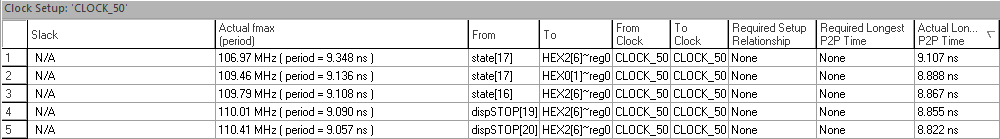 Clock Setup: 'CLOCK_50'
Slack Actual fmax (period) From To From Clock To Clock Required Setup Relationship Required Longest P2P Time Actual Lon... P2P Time
1 N/A 106.97 MHz ( period = 9.348 ns ) state[17] HEX2[6]~reg0 CLOCK_50 CLOCK_50 None None 9.107 ns
2 N/A 109.46 MHz ( period = 9.136 ns ) state[17] HEX0[1]~reg0 CLOCK_50 CLOCK_50 None None 8.888 ns
3 N/A 109.79 MHz ( period = 9.108 ns ) state[16] HEX2[6]~reg0 CLOCK_50 CLOCK_50 None None 8.867 ns
4 N/A 110.01 MHz ( period = 9.090 ns ) dispSTOP[19] HEX2[6]~reg0 CLOCK_50 CLOCK_50 None None 8.855 ns
5 N/A 110.41 MHz ( period = 9.057 ns ) dispSTOP[20] HEX2[6]~reg0 CLOCK_50 CLOCK_50 None None 8.822 ns